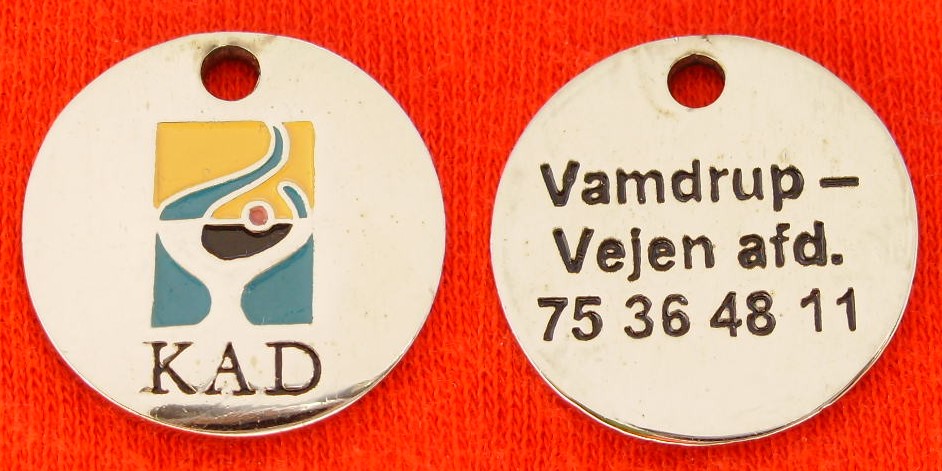 KAD
Vamdrup –
Vejen afd.
75 36 48 11